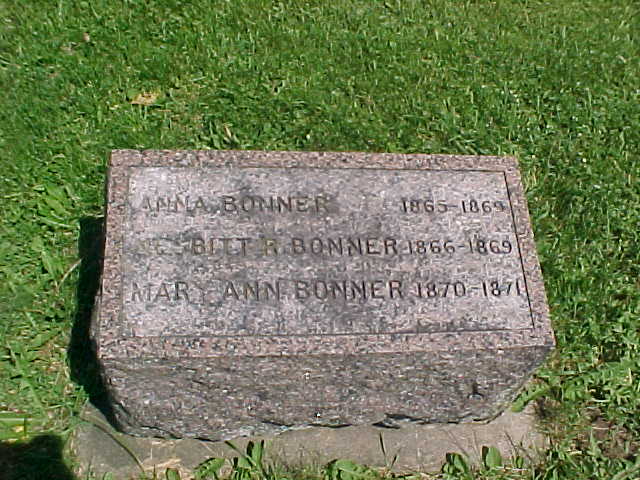 ANNA BONNER 1865-1869
NESBITT R. BONNER 1866-1869
MARY ANN BONNER 1870-1871